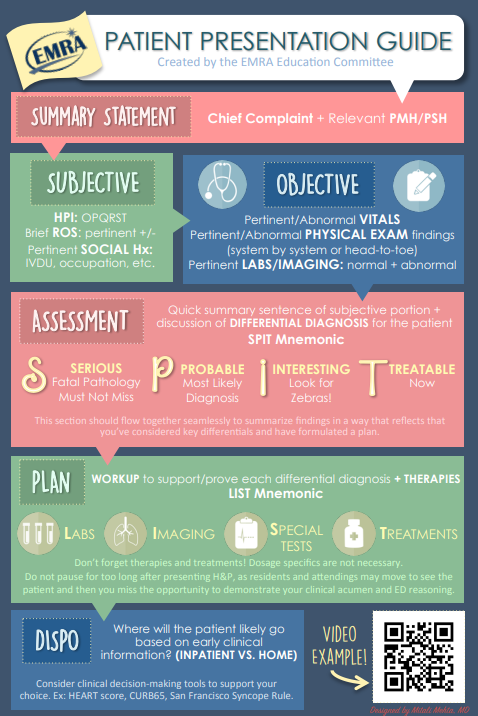 EMRA
PATIENT PRESENTATION GUIDE
Created by the EMRA Education Committee
SUMMARY STATEMENT
Chief Complaint + Relevant PMH/PSH
SUBJECTIVE
HPI: OPQRST
Brief ROS: pertinent +/-
Pertinent SOCIAL Hx:
IVDU, occupation, etc.
OBJECTIVE
Pertinent/Abnormal VITALS
Pertinent/Abnormal PHYSICAL EXAM findings
(system by system or head-to-toe)
Pertinent LABS/IMAGING: normal + abnormal
ASSESSMENT
Quick summary sentence of subjective portion +
discussion of DIFFERENTIAL DIAGNOSIS for the patient
SPIT Mnemonic
S
SERIOUS
Fatal Pathology
Must Not Miss
P
PROBABLE
Most Likely
Diagnosis
i
INTERESTING
Look for
Zebras!
T
TREATABLE
Now
This section should flow together seamlessly to summarize findings in a way that reflects that
you've considered key differentials and have formulated a plan.
PLAN
WORKUP to support/prove each differential diagnosis + THERAPIES
LIST Mnemonic
LABS
IMAGING
SPECIAL
TESTS
TREATMENTS
Don't forget therapies and treatments! Dosage specifics are not necessary.
Do not pause for too long after presenting H&P, as residents and attendings may move to see the
patient and then you miss the opportunity to demonstrate your clinical acumen and ED reasoning.
DISPO
Where will the patient likely go
based on early clinical
information? (INPATIENT VS. HOME)
Consider clinical decision-making tools to support your
choice. Ex: HEART score, CURB65, San Francisco Syncope Rule.
VIDEO
EXAMPLE!
Designed by Mitali Mehta, MD